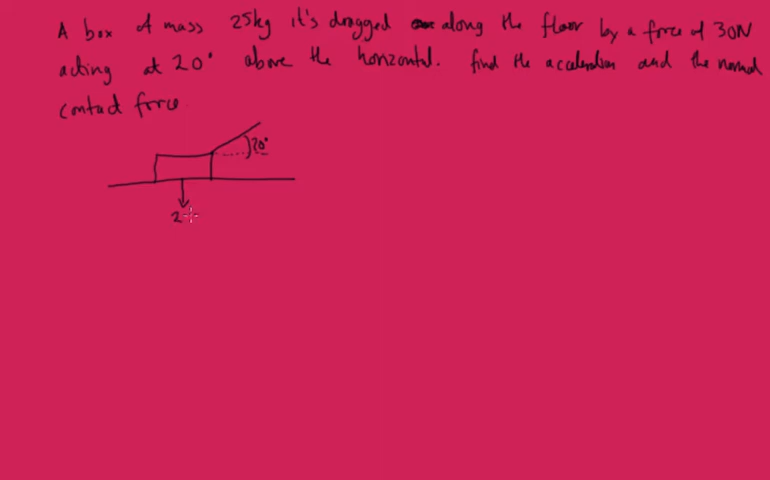 A box of mass 25kg it's dragged along the floor by a force of 30N
acting at 20° above the horizontal. find the acceleration and the normal
contact force
20°
2